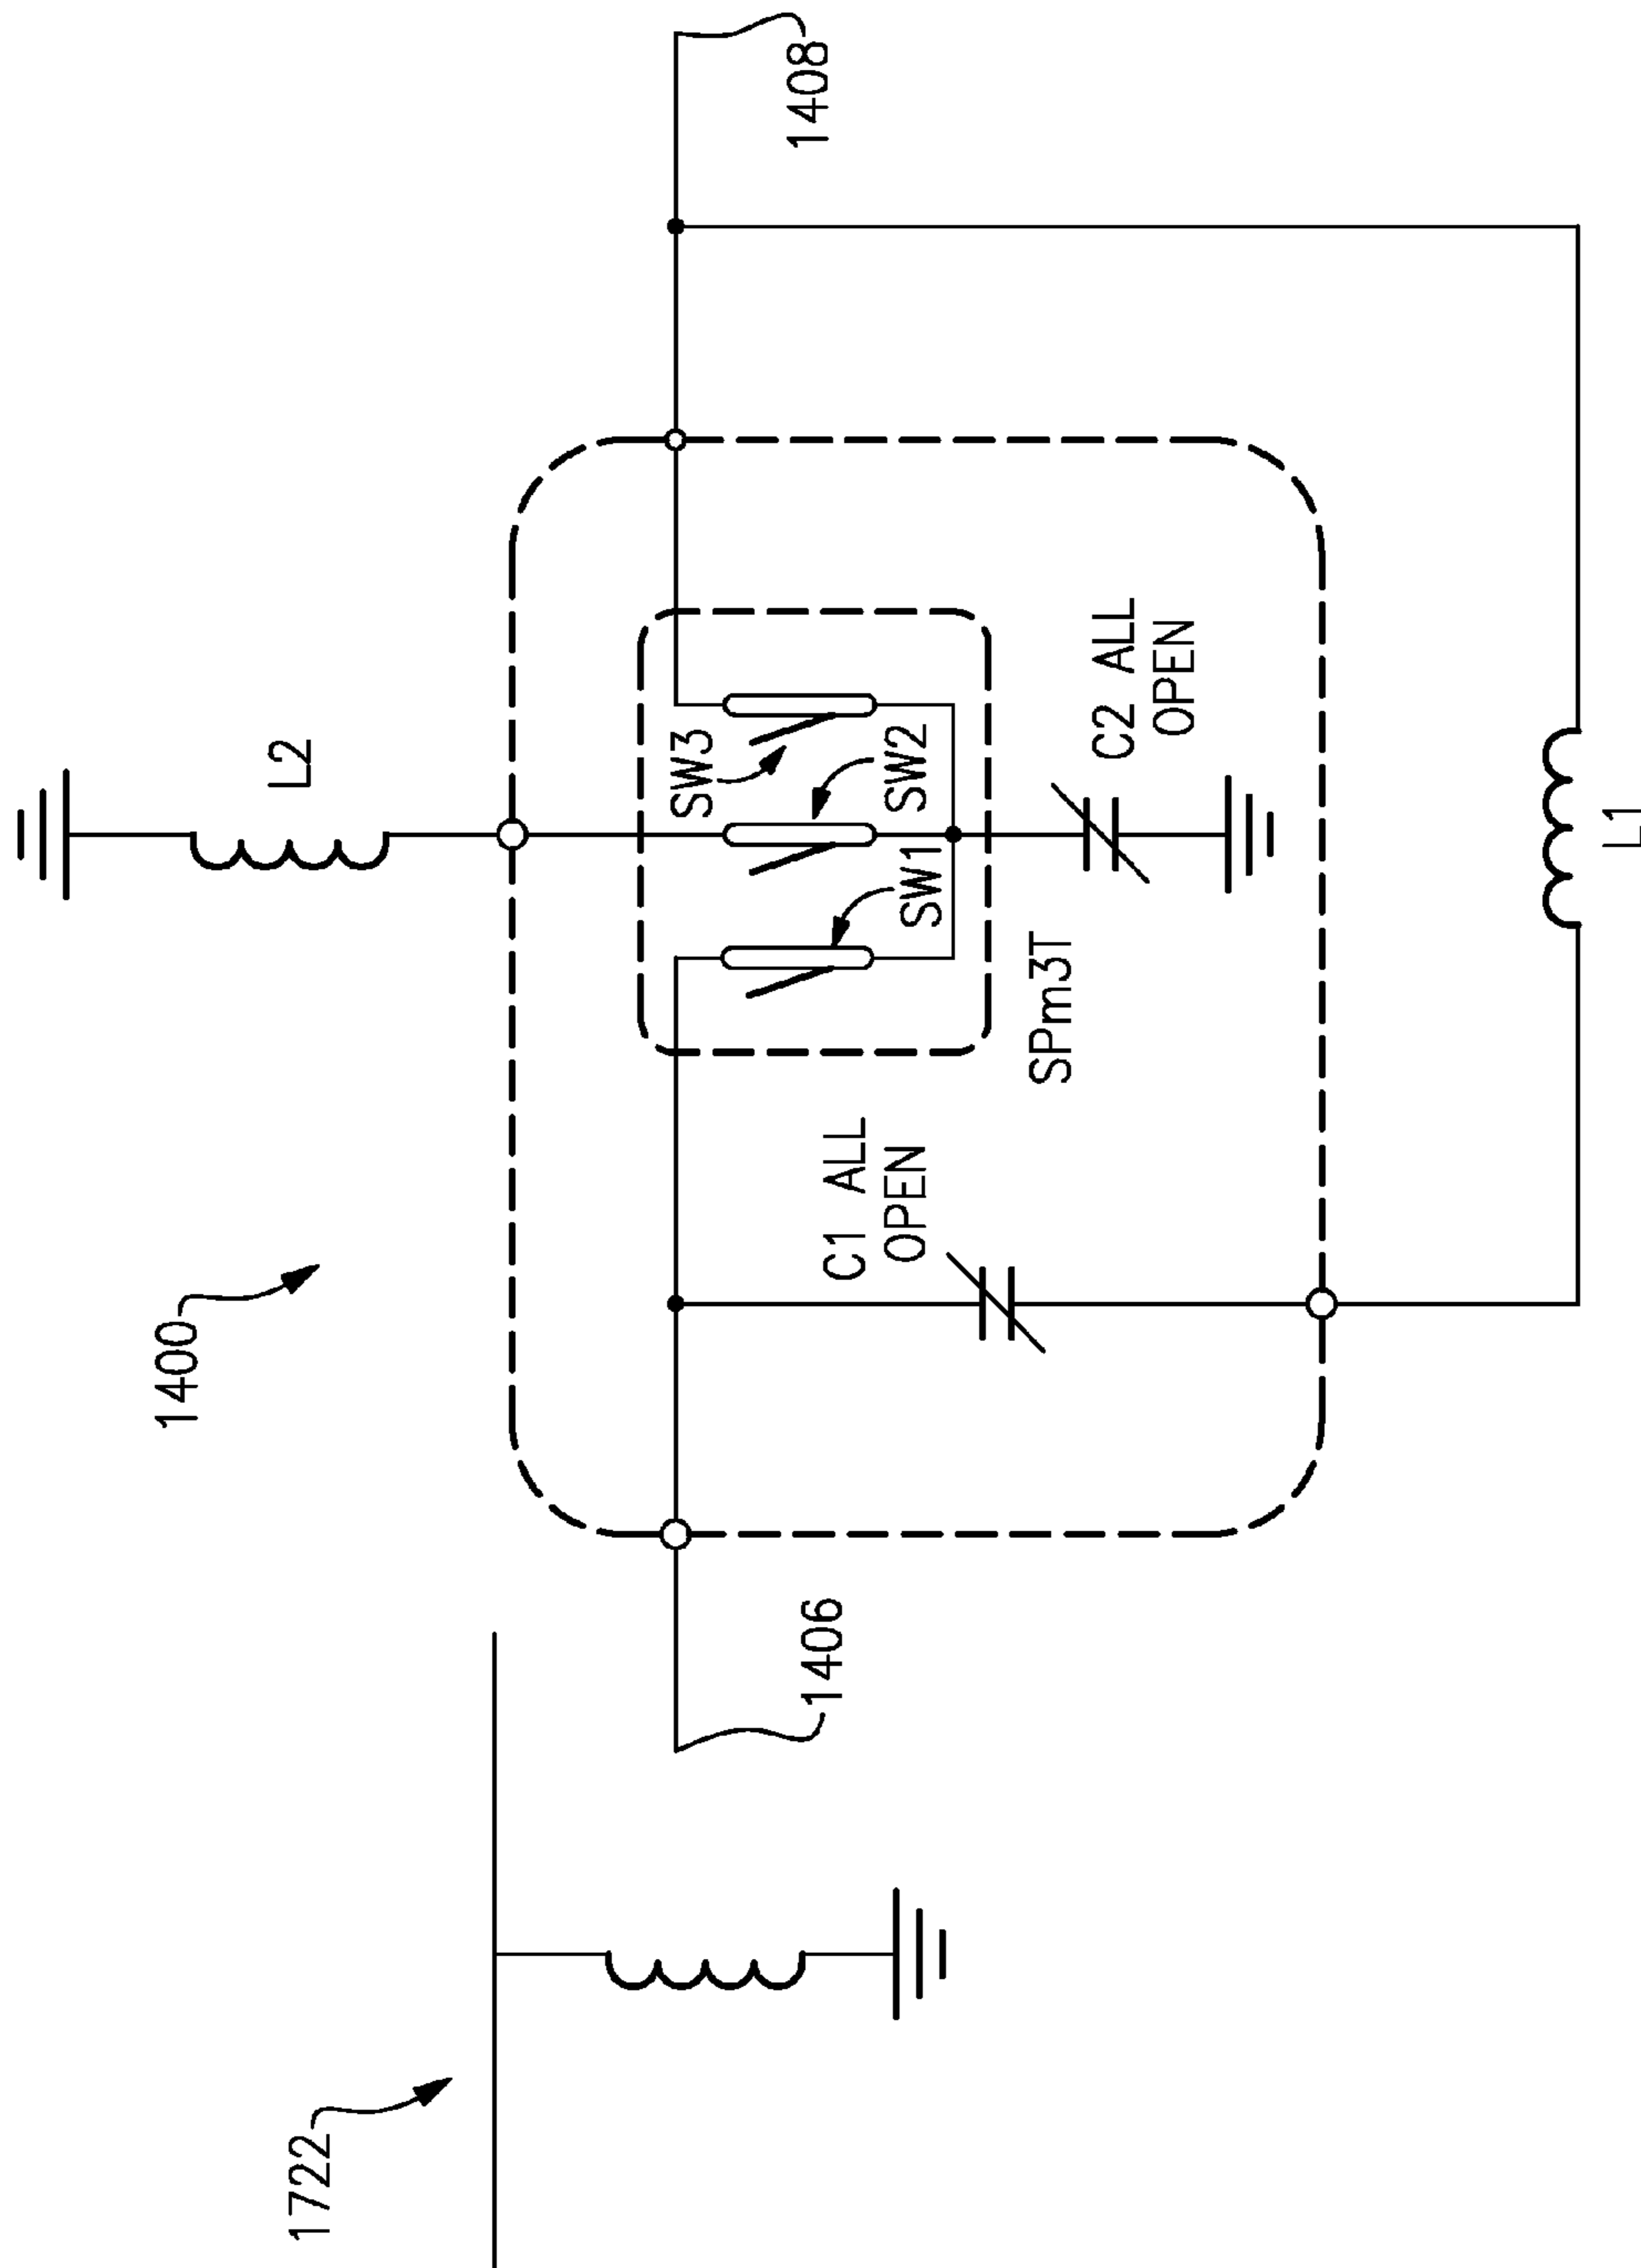 1722
1400
L2
1406
C1 ALL
OPEN
SW3
SW2
SW1
SPm3T
C2 ALL
OPEN
1408
L1